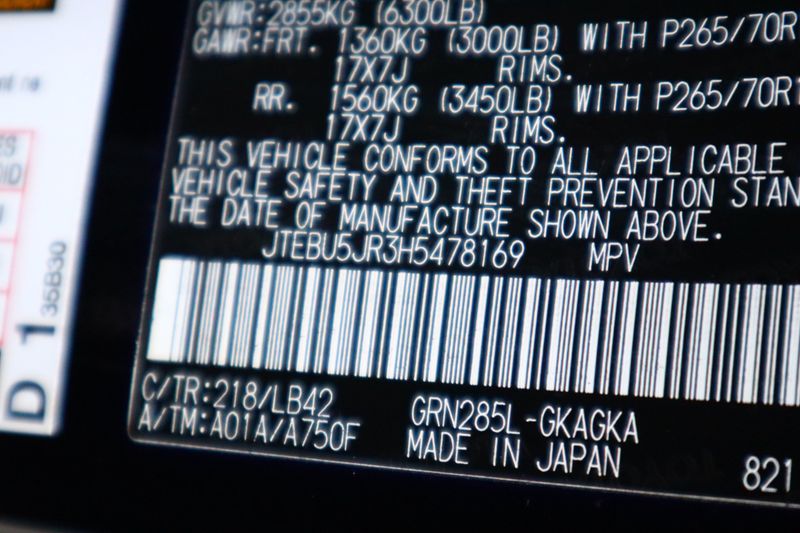 GVWR:2855KG (6300LB)
GAWR:FRT. 1360KG (3000LB) WITH P265/70R
17X7J RIMS.
RR. 1560KG (3450LB) WITH P265/70R1
17X7J RIMS.
THIS VEHICLE CONFORMS TO ALL APPLICABLE
VEHICLE SAFETY AND THEFT PREVENTION STAN
THE DATE OF MANUFACTURE SHOWN ABOVE.
JTEBU5JR3H5478169 MPV
C/TR:218/LB42 GRN285L-GKAGKA
A/TM:A01A/A750F MADE IN JAPAN
821
D 1 35B30